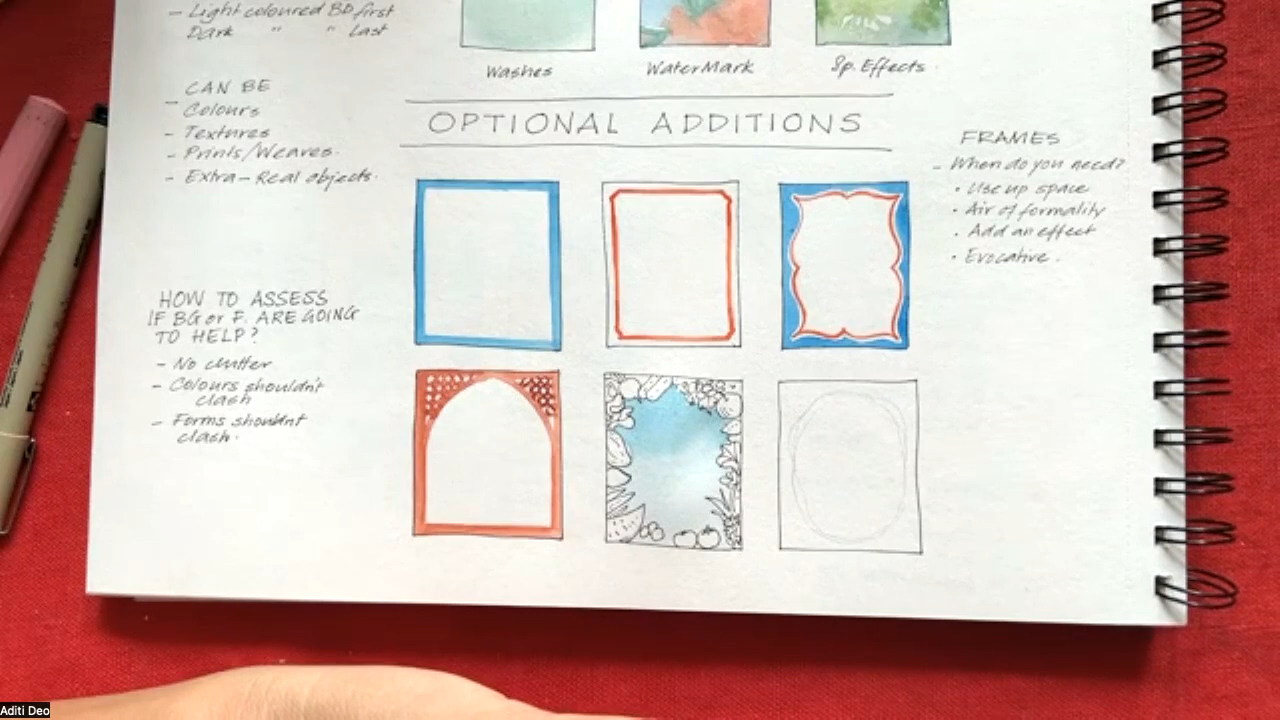 - Light coloured BD first
Dark " " Last
CAN BE
- Colours
- Textures
- Prints/Weaves.
- Extra - Real objects.
HOW TO ASSESS
IF BG or F. ARE GOING
TO HELP?
- No clutter
- Colours shouldn't
clash
- Forms shouldn't
clash.
Washes
WaterMark
Sp. Effects.
OPTIONAL ADDITIONS
FRAMES
- When do you need?
• Use up space
• Air of formality
• Add an effect
• Evocative.
Aditi Deo